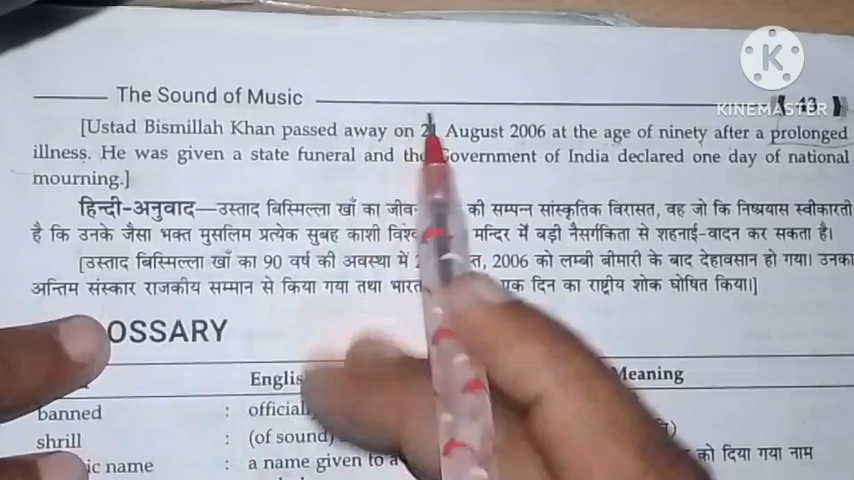 The Sound of Music 43
K
KINEMASTER
[Ustad Bismillah Khan passed away on 21 August 2006 at the age of ninety after a prolonged
illness. He was given a state funeral and the Government of India declared one day of national
mourning.]
हिन्दी-अनुवाद—उस्ताद बिस्मिल्ला खाँ का की सम्पन्न सांस्कृतिक विरासत, वह जो कि निष्प्रयास स्वीकारती
है कि उनके जैसा भक्त मुसलिम प्रत्येक सुबह काशी मन्दिर में बड़ी नैसर्गिकता से शहनाई-वादन कर सकता है।
[उस्ताद बिस्मिल्ला खाँ का 90 वर्ष की अवस्था में 2006 को लम्बी बीमारी के बाद देहावसान हो गया। उनका
अन्तिम संस्कार राजकीय सम्मान से किया गया तथा एक दिन का राष्ट्रीय शोक घोषित किया।]
OSSARY
Meaning
banned :
shrill : (of sound)
ic name : a name given to a को दिया गया नाम